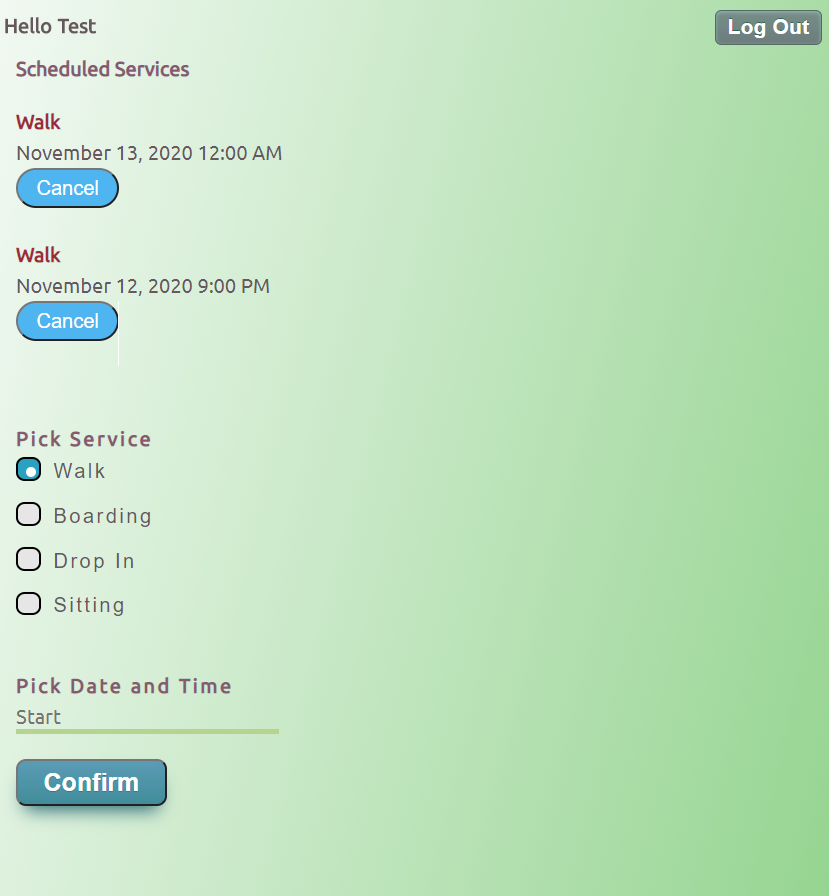 Hello Test
Log Out
Scheduled Services
Walk
November 13, 2020 12:00 AM
Cancel
Walk
November 12, 2020 9:00 PM
Cancel
Pick Service
Walk
Boarding
Drop In
Sitting
Pick Date and Time
Start
Confirm